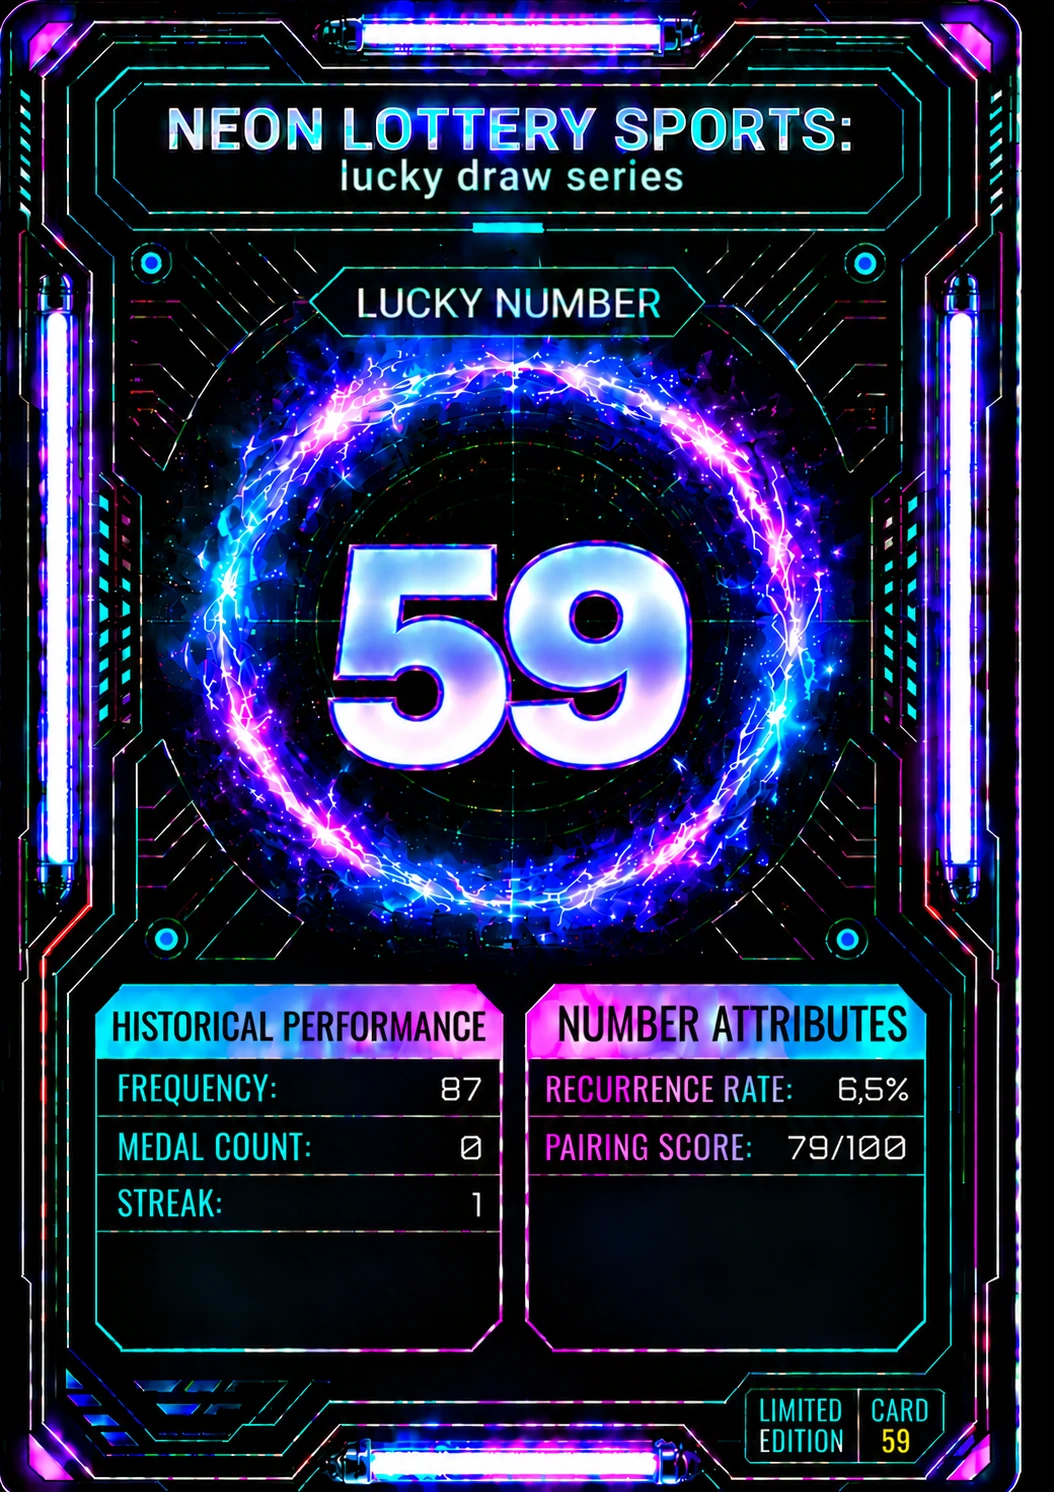 NEON LOTTERY SPORTS:
lucky draw series
LUCKY NUMBER
59
HISTORICAL PERFORMANCE
FREQUENCY: 87
MEDAL COUNT: 0
STREAK: 1
NUMBER ATTRIBUTES
RECURRENCE RATE: 6,5%
PAIRING SCORE: 79/100
LIMITED
EDITION
CARD
59